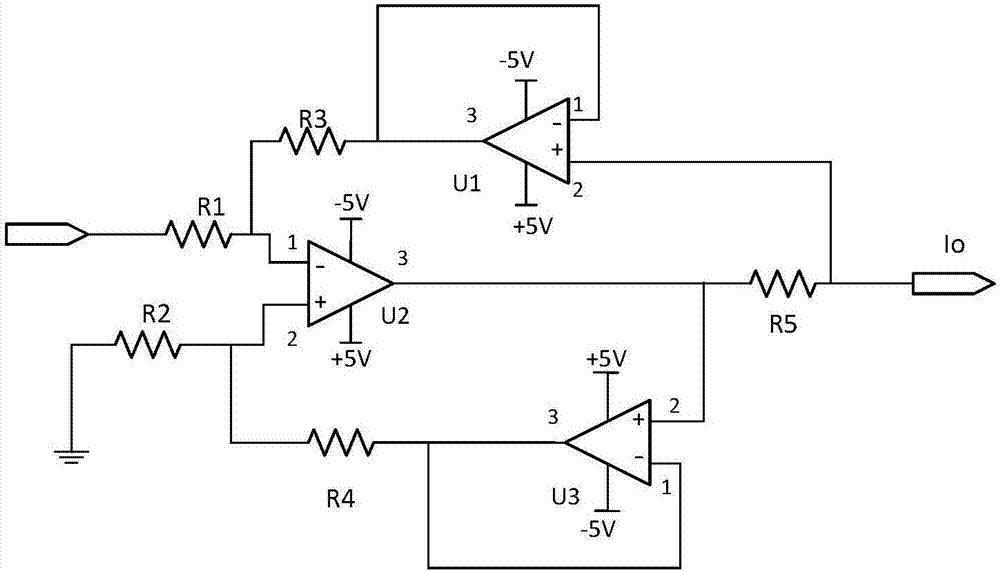 -5V
R3
3
1
-
+
U1
2
+5V
R1
-5V
1
3
-
+
Io
R2
2
U2
R5
+5V
+5V
3
2
+
-
R4
U3
1
-5V